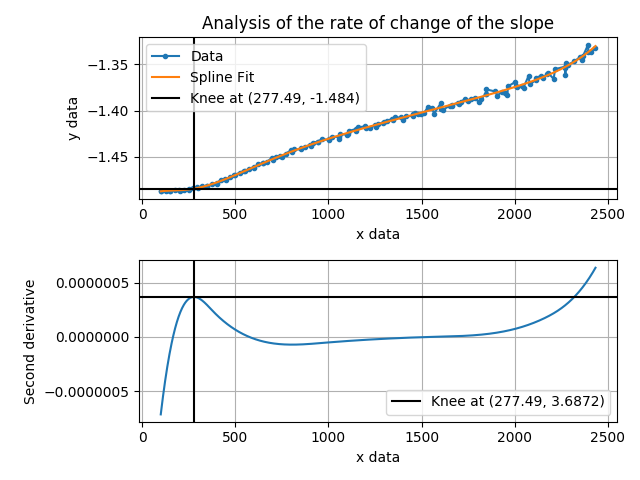 Analysis of the rate of change of the slope
Data
Spline Fit
Knee at (277.49, -1.484)
−1.35
−1.40
−1.45
y data
0 500 1000 1500 2000 2500
x data
0.0000005
0.0000000
−0.0000005
Second derivative
Knee at (277.49, 3.6872)
0 500 1000 1500 2000 2500
x data